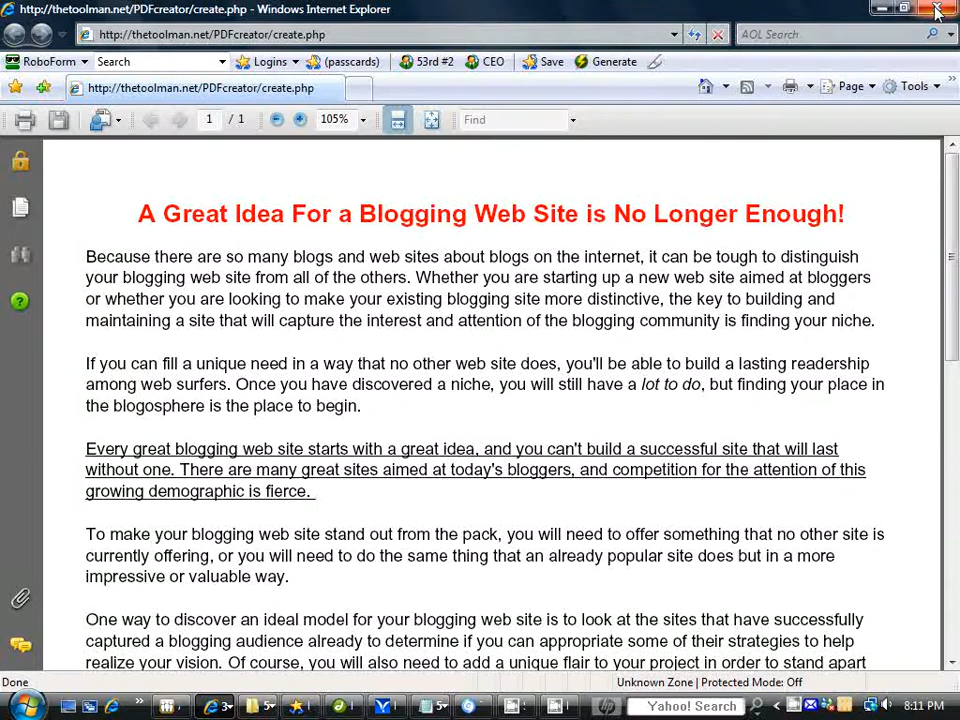 http://thetoolman.net/PDFcreator/create.php - Windows Internet Explorer
http://thetoolman.net/PDFcreator/create.php
AOL Search
RoboForm
Search
Logins
(passcards)
53rd #2
CEO
Save
Generate
http://thetoolman.net/PDFcreator/create.php
Page
Tools
1 / 1
105%
Find
A Great Idea For a Blogging Web Site is No Longer Enough!
Because there are so many blogs and web sites about blogs on the internet, it can be tough to distinguish
your blogging web site from all of the others. Whether you are starting up a new web site aimed at bloggers
or whether you are looking to make your existing blogging site more distinctive, the key to building and
maintaining a site that will capture the interest and attention of the blogging community is finding your niche.
If you can fill a unique need in a way that no other web site does, you'll be able to build a lasting readership
among web surfers. Once you have discovered a niche, you will still have a lot to do, but finding your place in
the blogosphere is the place to begin.
Every great blogging web site starts with a great idea, and you can't build a successful site that will last
without one. There are many great sites aimed at today's bloggers, and competition for the attention of this
growing demographic is fierce.
To make your blogging web site stand out from the pack, you will need to offer something that no other site is
currently offering, or you will need to do the same thing that an already popular site does but in a more
impressive or valuable way.
One way to discover an ideal model for your blogging web site is to look at the sites that have successfully
captured a blogging audience already to determine if you can appropriate some of their strategies to help
realize your vision. Of course, you will also need to add a unique flair to your project in order to stand apart
Done
Unknown Zone | Protected Mode: Off
3
5
5
Yahoo! Search
8:11 PM